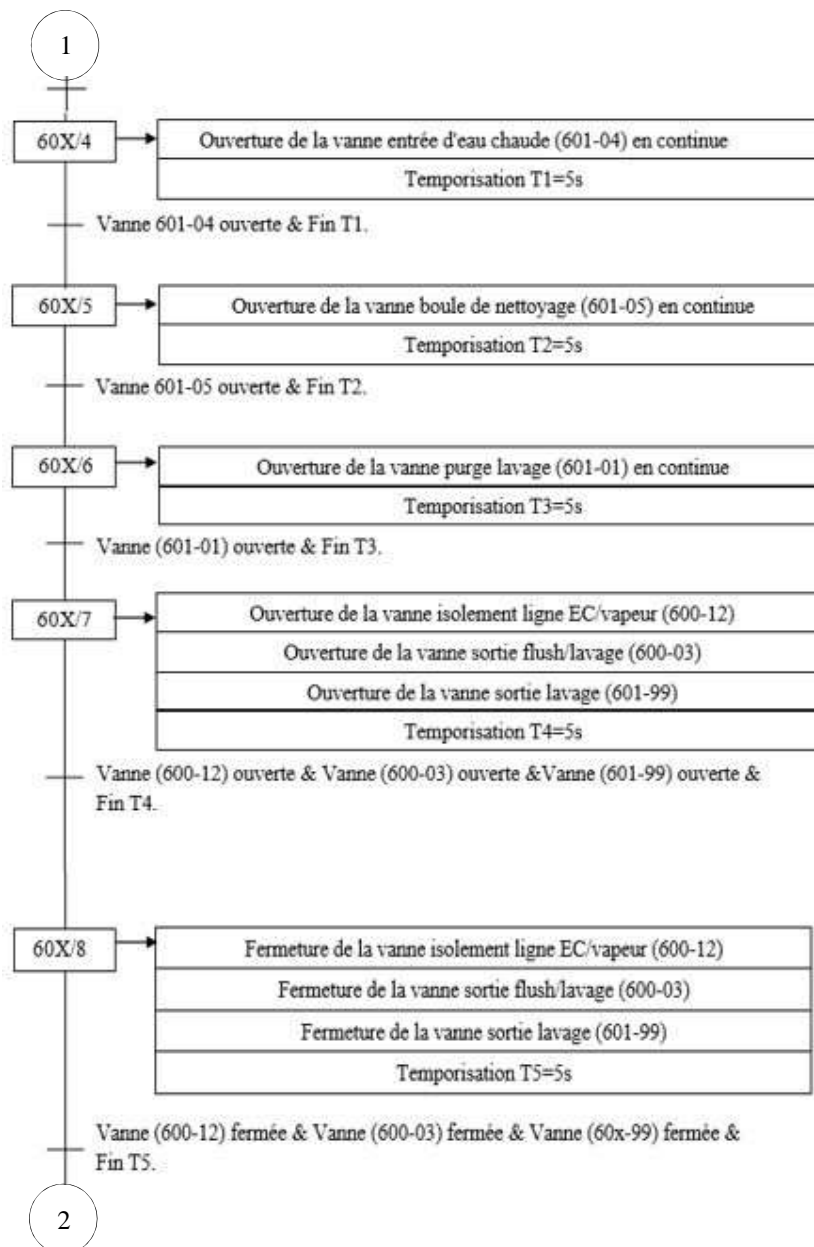 1
60X/4
Ouverture de la vanne entrée d'eau chaude (601-04) en continue
Temporisation T1=5s
Vanne 601-04 ouverte & Fin T1.
60X/5
Ouverture de la vanne boule de nettoyage (601-05) en continue
Temporisation T2=5s
Vanne 601-05 ouverte & Fin T2.
60X/6
Ouverture de la vanne purge lavage (601-01) en continue
Temporisation T3=5s
Vanne (601-01) ouverte & Fin T3.
60X/7
Ouverture de la vanne isolement ligne EC/vapeur (600-12)
Ouverture de la vanne sortie flush/lavage (600-03)
Ouverture de la vanne sortie lavage (601-99)
Temporisation T4=5s
Vanne (600-12) ouverte & Vanne (600-03) ouverte &Vanne (601-99) ouverte &
Fin T4.
60X/8
Fermeture de la vanne isolement ligne EC/vapeur (600-12)
Fermeture de la vanne sortie flush/lavage (600-03)
Fermeture de la vanne sortie lavage (601-99)
Temporisation T5=5s
Vanne (600-12) fermée & Vanne (600-03) fermée & Vanne (60x-99) fermée &
Fin T5.
2